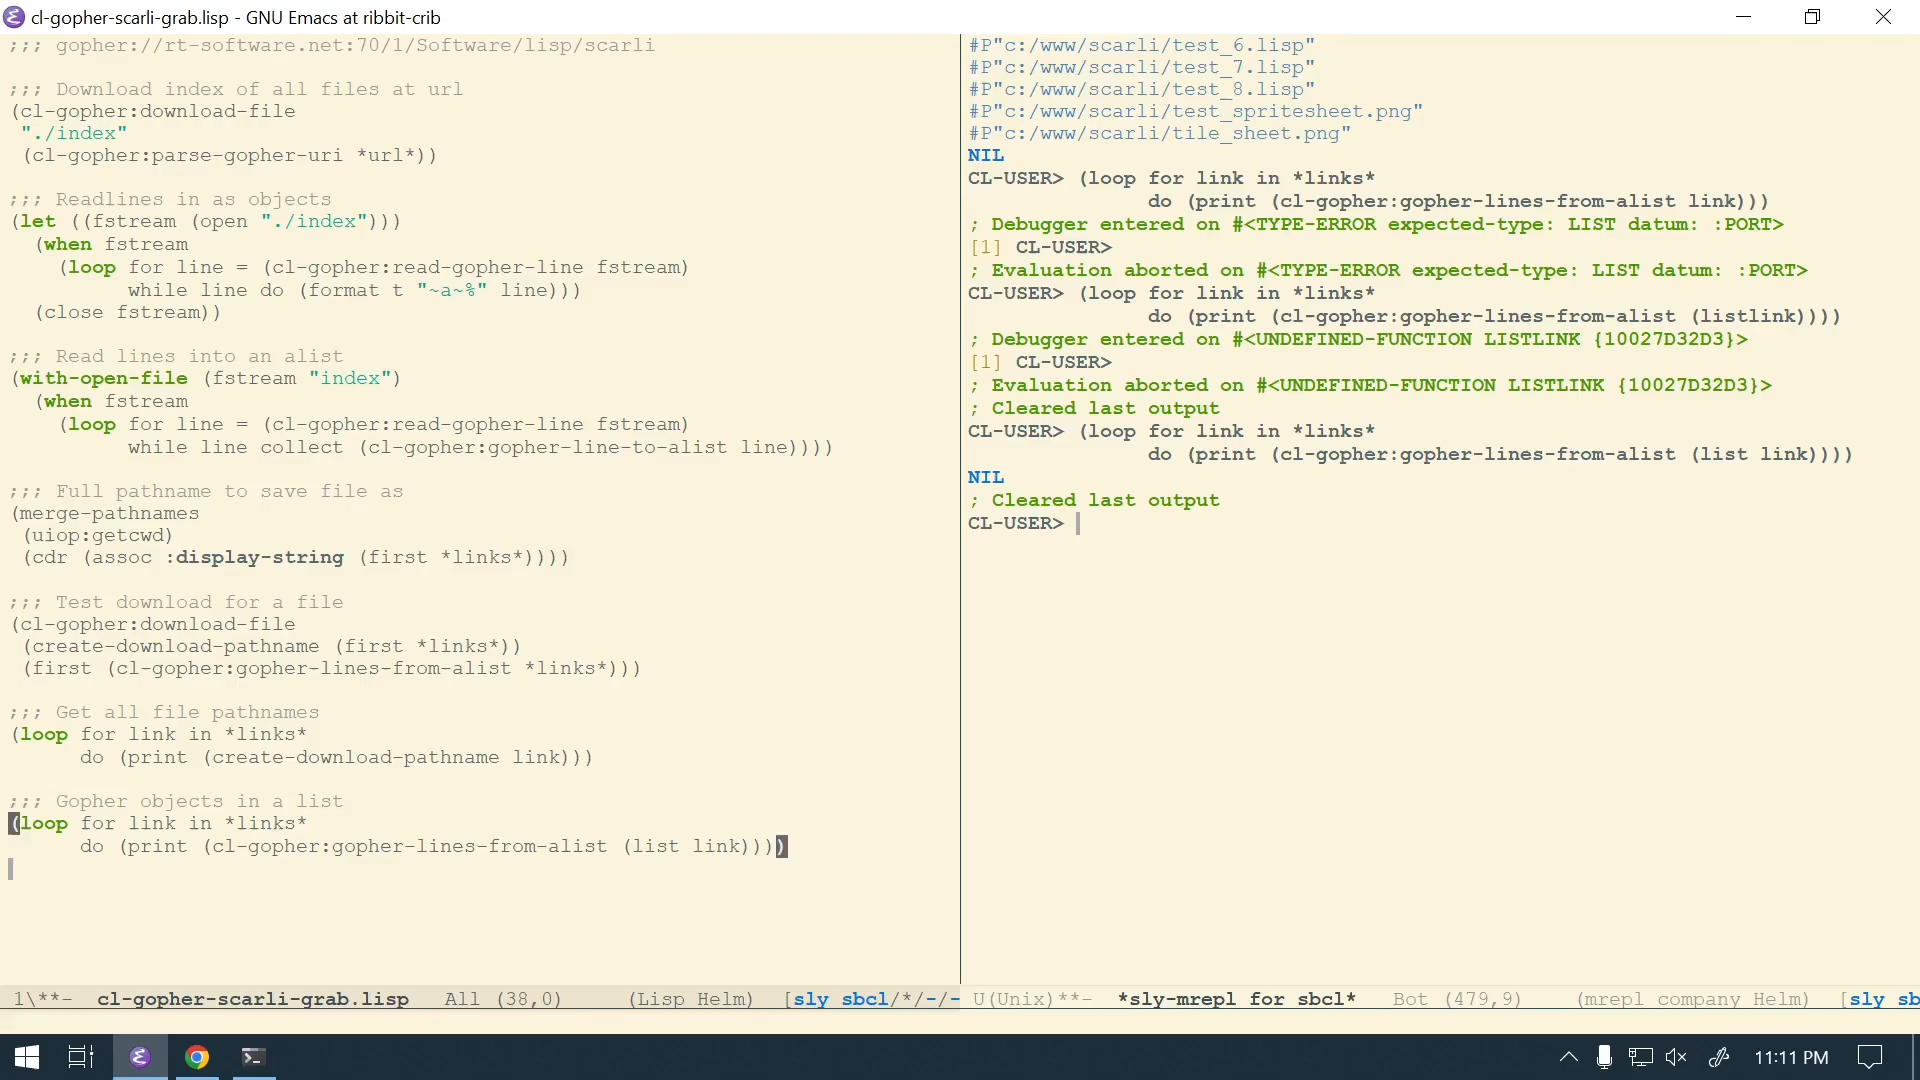 cl-gopher-scarli-grab.lisp - GNU Emacs at ribbit-crib
;;; gopher://rt-software.net:70/1/Software/lisp/scarli
;;; Download index of all files at url
(cl-gopher:download-file
 "./index"
 (cl-gopher:parse-gopher-uri *url*))
;;; Readlines in as objects
(let ((fstream (open "./index")))
  (when fstream
    (loop for line = (cl-gopher:read-gopher-line fstream)
          while line do (format t "~a~%" line)))
  (close fstream))
;;; Read lines into an alist
(with-open-file (fstream "index")
  (when fstream
    (loop for line = (cl-gopher:read-gopher-line fstream)
          while line collect (cl-gopher:gopher-line-to-alist line))))
;;; Full pathname to save file as
(merge-pathnames
 (uiop:getcwd)
 (cdr (assoc :display-string (first *links*))))
;;; Test download for a file
(cl-gopher:download-file
 (create-download-pathname (first *links*))
 (first (cl-gopher:gopher-lines-from-alist *links*)))
;;; Get all file pathnames
(loop for link in *links*
      do (print (create-download-pathname link)))
;;; Gopher objects in a list
(loop for link in *links*
      do (print (cl-gopher:gopher-lines-from-alist (list link))))
1\**-  cl-gopher-scarli-grab.lisp   All (38,0)      (Lisp Helm)  [sly sbcl/*/-/-
#P"c:/www/scarli/test_6.lisp"
#P"c:/www/scarli/test_7.lisp"
#P"c:/www/scarli/test_8.lisp"
#P"c:/www/scarli/test_spritesheet.png"
#P"c:/www/scarli/tile_sheet.png"
NIL
CL-USER> (loop for link in *links*
               do (print (cl-gopher:gopher-lines-from-alist link)))
; Debugger entered on #<TYPE-ERROR expected-type: LIST datum: :PORT>
[1] CL-USER>
; Evaluation aborted on #<TYPE-ERROR expected-type: LIST datum: :PORT>
CL-USER> (loop for link in *links*
               do (print (cl-gopher:gopher-lines-from-alist (listlink))))
; Debugger entered on #<UNDEFINED-FUNCTION LISTLINK {10027D32D3}>
[1] CL-USER>
; Evaluation aborted on #<UNDEFINED-FUNCTION LISTLINK {10027D32D3}>
; Cleared last output
CL-USER> (loop for link in *links*
               do (print (cl-gopher:gopher-lines-from-alist (list link))))
NIL
; Cleared last output
CL-USER>
U(Unix)**-  *sly-mrepl for sbcl*   Bot (479,9)    (mrepl company Helm)  [sly sb
11:11 PM